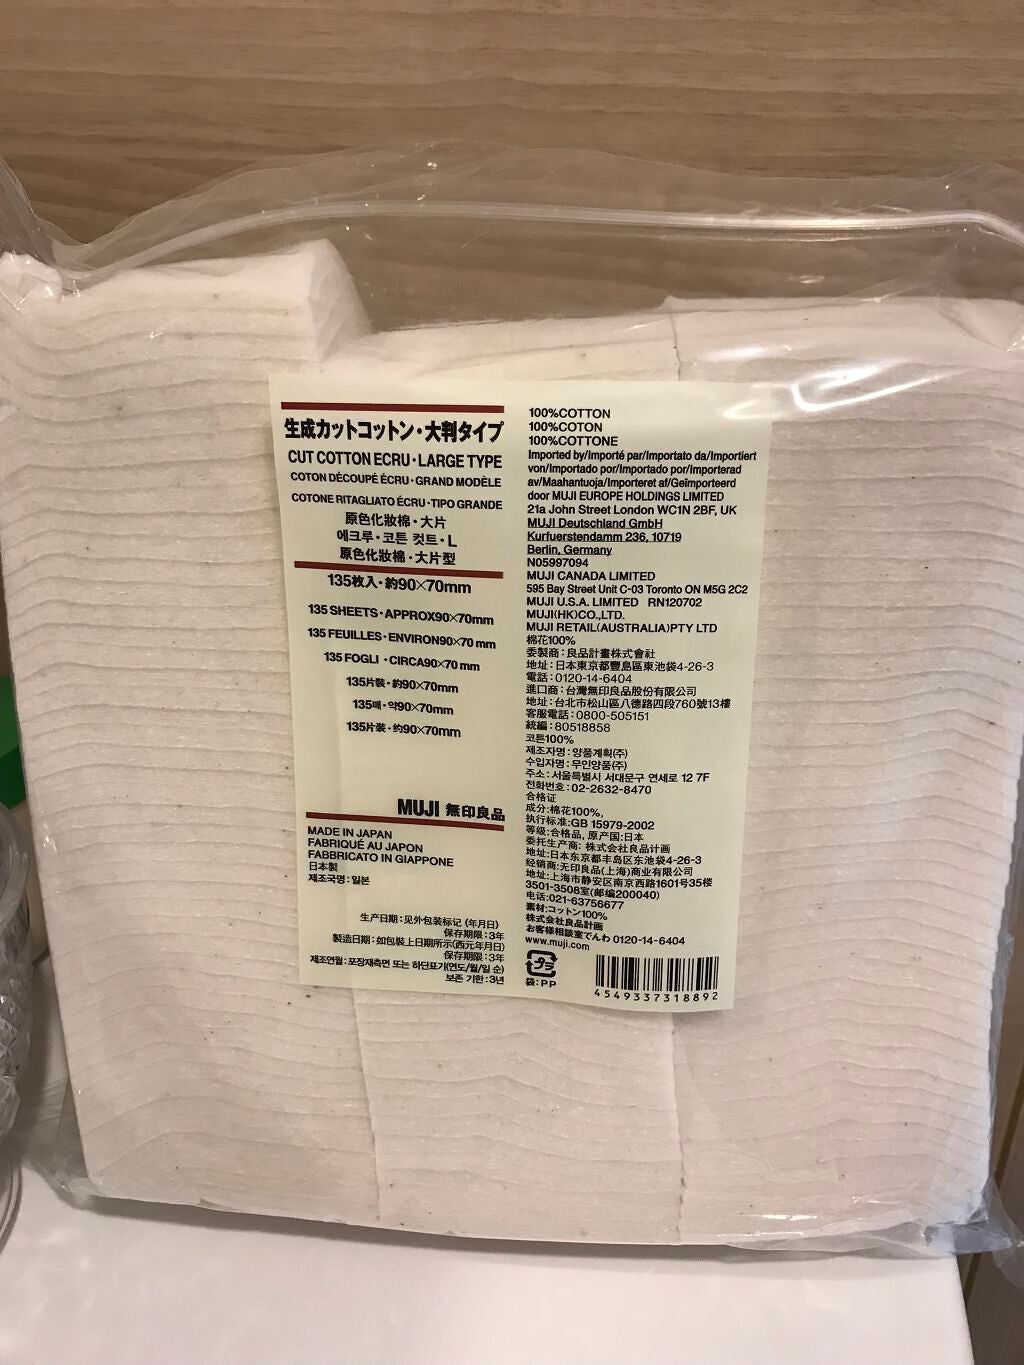 生成カットコットン・大判タイプ
CUT COTTON ECRU・LARGE TYPE
COTON DÉCOUPÉ ÉCRU・GRAND MODÈLE
COTONE RITAGLIATO ÉCRU・TIPO GRANDE
原色化妝棉・大片
에크루・코튼 컷트・L
原色化妝棉・大片型
135枚入・約90×70mm
135 SHEETS・APPROX90×70mm
135 FEUILLES・ENVIRON90×70 mm
135 FOGLI ・CIRCA90×70 mm
135片裝・約90×70mm
135매・약90×70mm
135片装・约90×70mm
MUJI 無印良品
MADE IN JAPAN
FABRIQUÉ AU JAPON
FABBRICATO IN GIAPPONE
日本製
제조국명：일본
生产日期：见外包装标记 (年月日)
保存期限：3年
製造日期：如包裝上日期所示(西元年月日)
保存期限：3年
제조연월：포장재측면 또는 하단표기(연도/월/일 순)
보존 기한：3년
100%COTTON
100%COTON
100%COTTONE
Imported by/Importé par/Importato da/Importiert
von/Importado por/Importado por/Importerad
av/Maahantuoja/Importeret af/Geïmporteerd
door MUJI EUROPE HOLDINGS LIMITED
21a John Street London WC1N 2BF, UK
MUJI Deutschland GmbH
Kurfuerstendamm 236, 10719
Berlin, Germany
N05997094
MUJI CANADA LIMITED
595 Bay Street Unit C-03 Toronto ON M5G 2C2
MUJI U.S.A. LIMITED RN120702
MUJI(HK)CO.,LTD.
MUJI RETAIL(AUSTRALIA)PTY LTD
棉花100%
委製商：良品計畫株式會社
地址：日本東京都豐島區東池袋4-26-3
電話：0120-14-6404
進口商：台灣無印良品股份有限公司
地址：台北市松山區八德路四段760號13樓
客服電話：0800-505151
統編：80518858
코튼100%
제조자명：양품계획(주)
수입자명：무인양품(주)
주소：서울특별시 서대문구 연세로 12 7F
전화번호：02-2632-8470
合格证
成分：棉花100%,
执行标准:GB 15979-2002
等级:合格品, 原产国:日本
委托生产商: 株式会社良品計画
地址:日本东京都丰岛区东池袋4-26-3
经销商:无印良品(上海)商业有限公司
地址:上海市静安区南京西路1601号35楼
3501-3508室(邮编200040)
电话:021-63756677
素材:コットン100%
株式会社良品計画
お客様相談室でんわ 0120-14-6404
www.muji.com
プラ
袋：PP
4549337318892